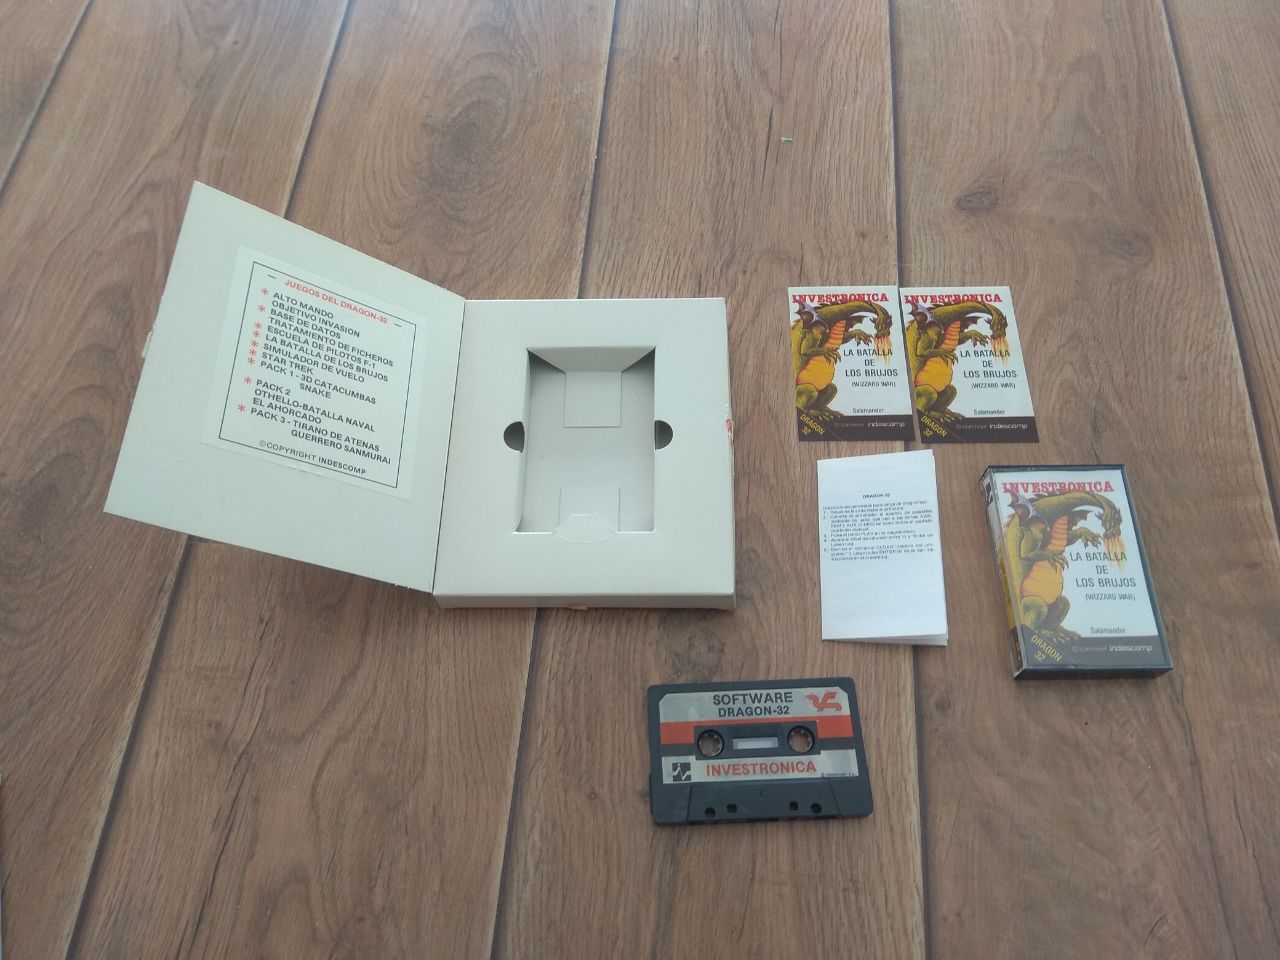 JUEGOS DEL DRAGON-32
* ALTO MANDO
OBJETIVO INVASION
* BASE DE DATOS
TRATAMIENTO DE FICHEROS
* ESCUELA DE PILOTOS F-1
* LA BATALLA DE LOS BRUJOS
* SIMULADOR DE VUELO
* STAR TREK
* PACK 1 - 3D CATACUMBAS
SNAKE
* PACK 2
OTHELLO-BATALLA NAVAL
EL AHORCADO
* PACK 3 - TIRANO DE ATENAS
GUERRERO SANMURAI
©COPYRIGHT INDESCOMP
INVESTRONICA
LA BATALLA
DE
LOS BRUJOS
(WIZZARD WAR)
Salamander
DRAGON
32
© COPYRIGHT indescomp
INVESTRONICA
LA BATALLA
DE
LOS BRUJOS
(WIZZARD WAR)
Salamander
DRAGON
32
© COPYRIGHT indescomp
DRAGON-32
INVESTRONICA
LA BATALLA
DE
LOS BRUJOS
(WIZZARD WAR)
Salamander
DRAGON
32
© COPYRIGHT indescomp
SOFTWARE
DRAGON-32
INVESTRONICA
A